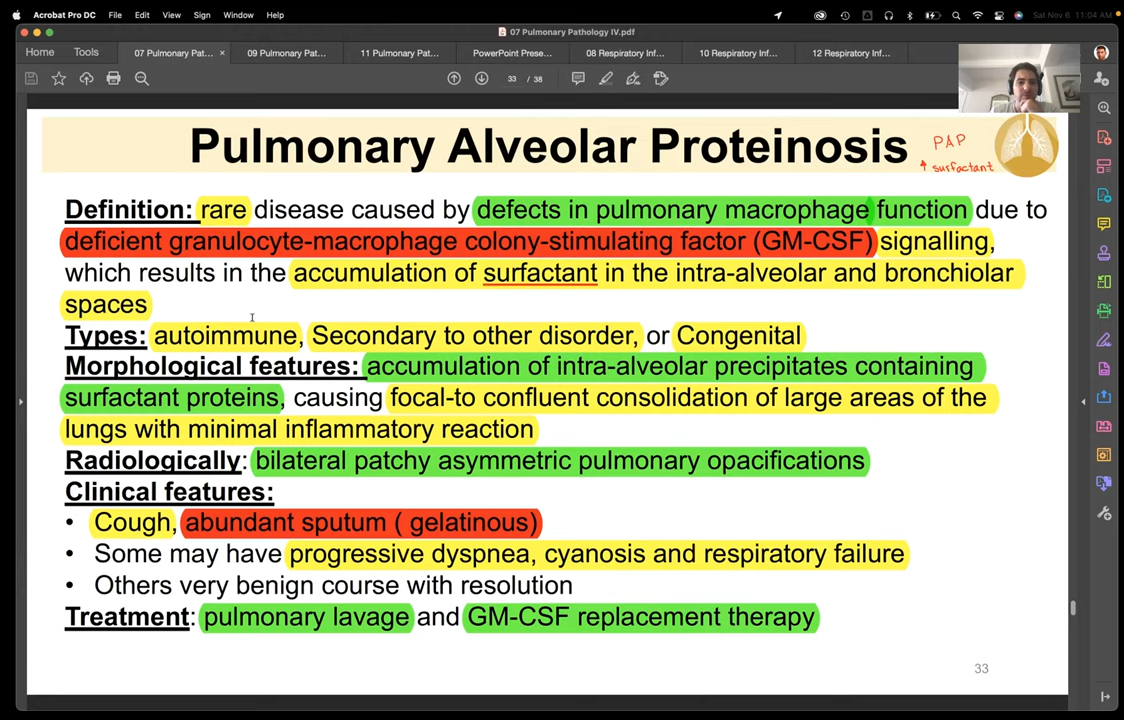 Acrobat Pro DC File Edit View Sign Window Help Sat Nov 6 11:04 AM
07 Pulmonary Pathology IV.pdf
Home Tools 07 Pulmonary Pat... × 09 Pulmonary Pat... 11 Pulmonary Pat... PowerPoint Prese... 08 Respiratory Inf... 10 Respiratory Inf... 12 Respiratory Inf...
33 / 38
Pulmonary Alveolar Proteinosis
PAP
↑ surfactant
Definition: rare disease caused by defects in pulmonary macrophage function due to
deficient granulocyte-macrophage colony-stimulating factor (GM-CSF) signalling,
which results in the accumulation of surfactant in the intra-alveolar and bronchiolar
spaces
Types: autoimmune, Secondary to other disorder, or Congenital
Morphological features: accumulation of intra-alveolar precipitates containing
surfactant proteins, causing focal-to confluent consolidation of large areas of the
lungs with minimal inflammatory reaction
Radiologically: bilateral patchy asymmetric pulmonary opacifications
Clinical features:
• Cough, abundant sputum ( gelatinous)
• Some may have progressive dyspnea, cyanosis and respiratory failure
• Others very benign course with resolution
Treatment: pulmonary lavage and GM-CSF replacement therapy
33